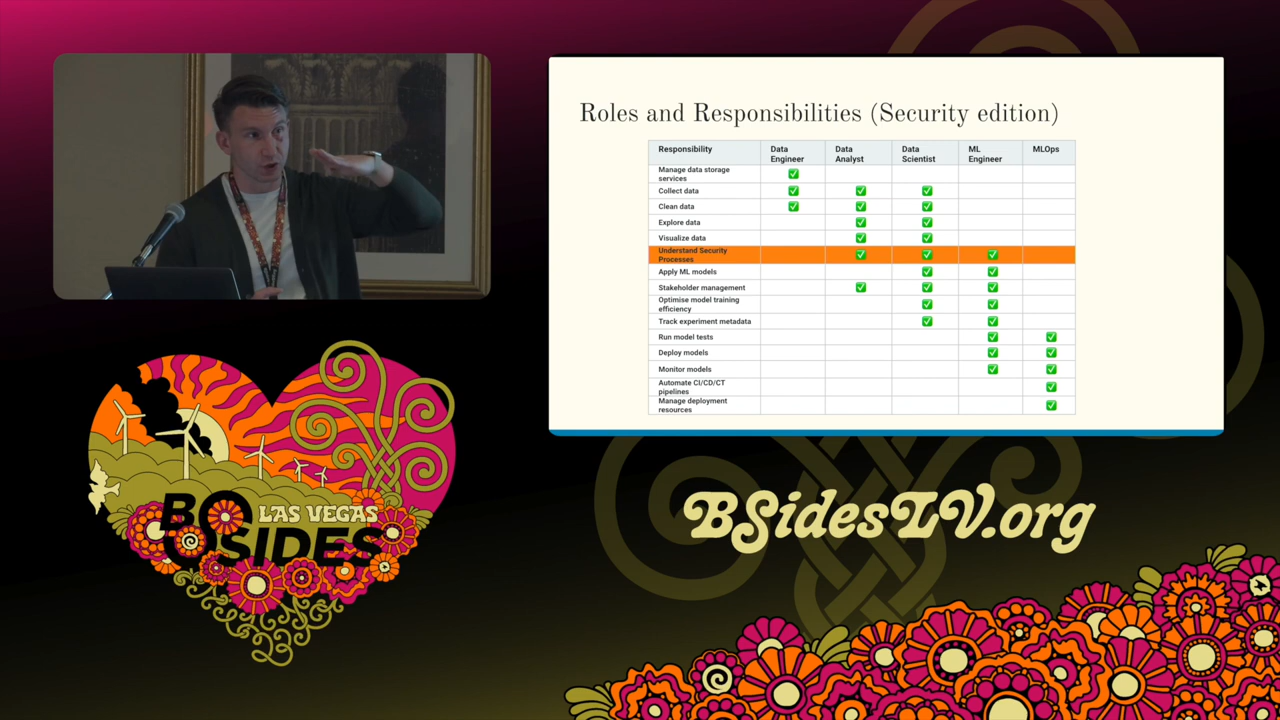 Roles and Responsibilities (Security edition)
Responsibility Data Engineer Data Analyst Data Scientist ML Engineer MLOps
Manage data storage services ✅
Collect data ✅ ✅ ✅
Clean data ✅ ✅ ✅
Explore data ✅ ✅
Visualize data ✅ ✅
Understand Security Processes ✅ ✅ ✅
Apply ML models ✅ ✅
Stakeholder management ✅ ✅ ✅
Optimise model training efficiency ✅ ✅
Track experiment metadata ✅ ✅
Run model tests ✅ ✅
Deploy models ✅ ✅
Monitor models ✅ ✅
Automate CI/CD/CT pipelines ✅
Manage deployment resources ✅
BSIDES
LAS VEGAS
23
BSidesLV.org